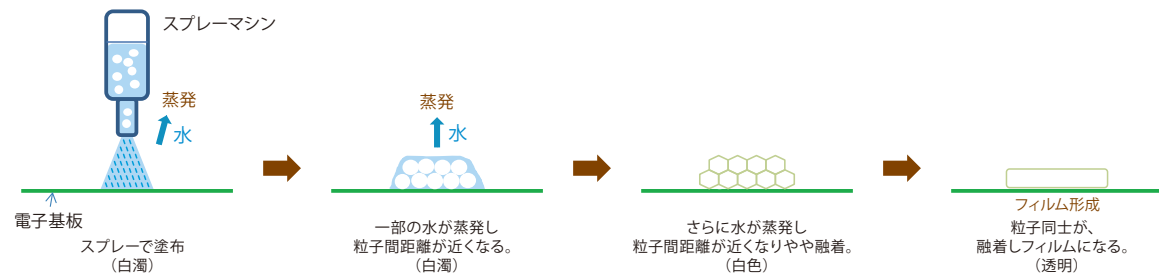 スプレーマシン
蒸発
水
電子基板
スプレーで塗布
（白濁）
蒸発
水
一部の水が蒸発し
粒子間距離が近くなる。
（白濁）
さらに水が蒸発し
粒子間距離が近くなりやや融着。
（白色）
フィルム形成
粒子同士が、
融着しフィルムになる。
（透明）